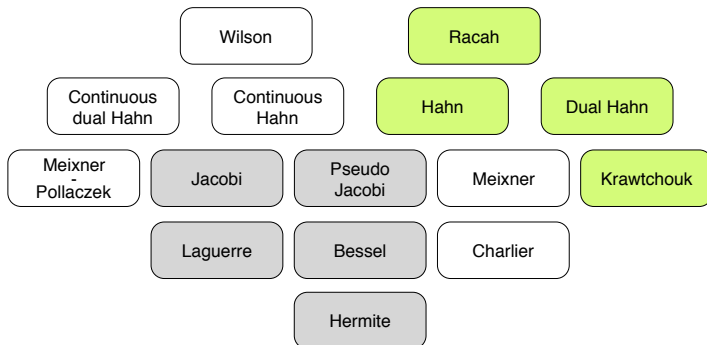 Wilson
Racah
Continuous
dual Hahn
Continuous
Hahn
Hahn
Dual Hahn
Meixner
-
Pollaczek
Jacobi
Pseudo
Jacobi
Meixner
Krawtchouk
Laguerre
Bessel
Charlier
Hermite